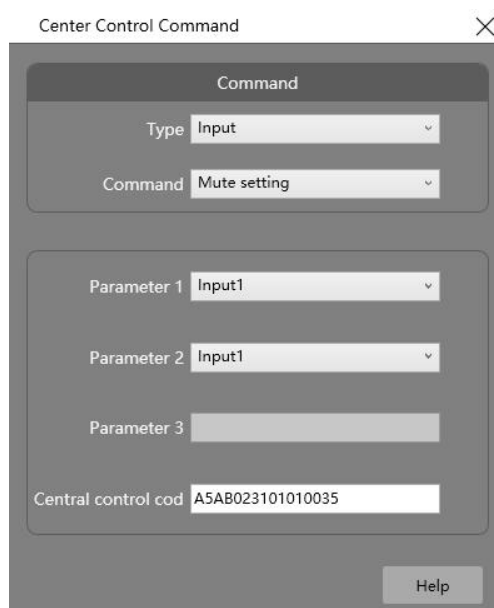 Center Control Command
Command
Type Input
Command Mute setting
Parameter 1 Input1
Parameter 2 Input1
Parameter 3
Central control cod A5AB023101010035
Help